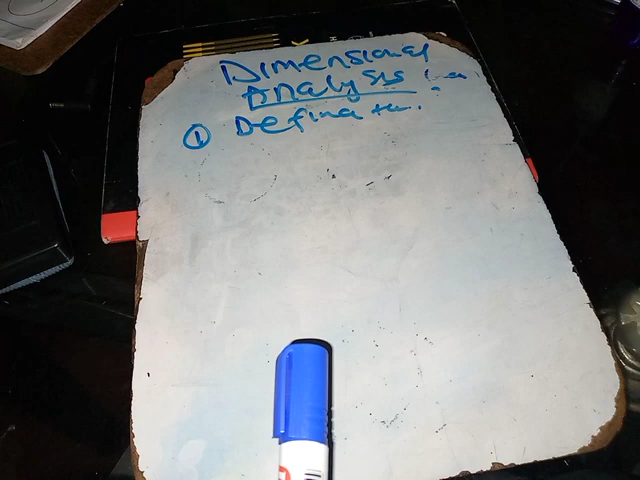 Dimensional
Analysis
① Define